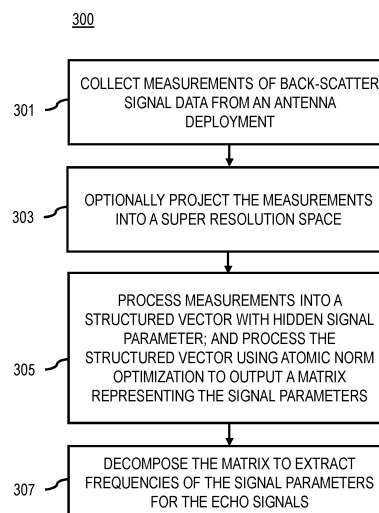 300
COLLECT MEASUREMENTS OF BACK-SCATTER
SIGNAL DATA FROM AN ANTENNA
DEPLOYMENT
301
OPTIONALLY PROJECT THE MEASUREMENTS
INTO A SUPER RESOLUTION SPACE
303
PROCESS MEASUREMENTS INTO A
STRUCTURED VECTOR WITH HIDDEN SIGNAL
PARAMETER; AND PROCESS THE
STRUCTURED VECTOR USING ATOMIC NORM
OPTIMIZATION TO OUTPUT A MATRIX
REPRESENTING THE SIGNAL PARAMETERS
305
DECOMPOSE THE MATRIX TO EXTRACT
FREQUENCIES OF THE SIGNAL PARAMETERS
FOR THE ECHO SIGNALS
307